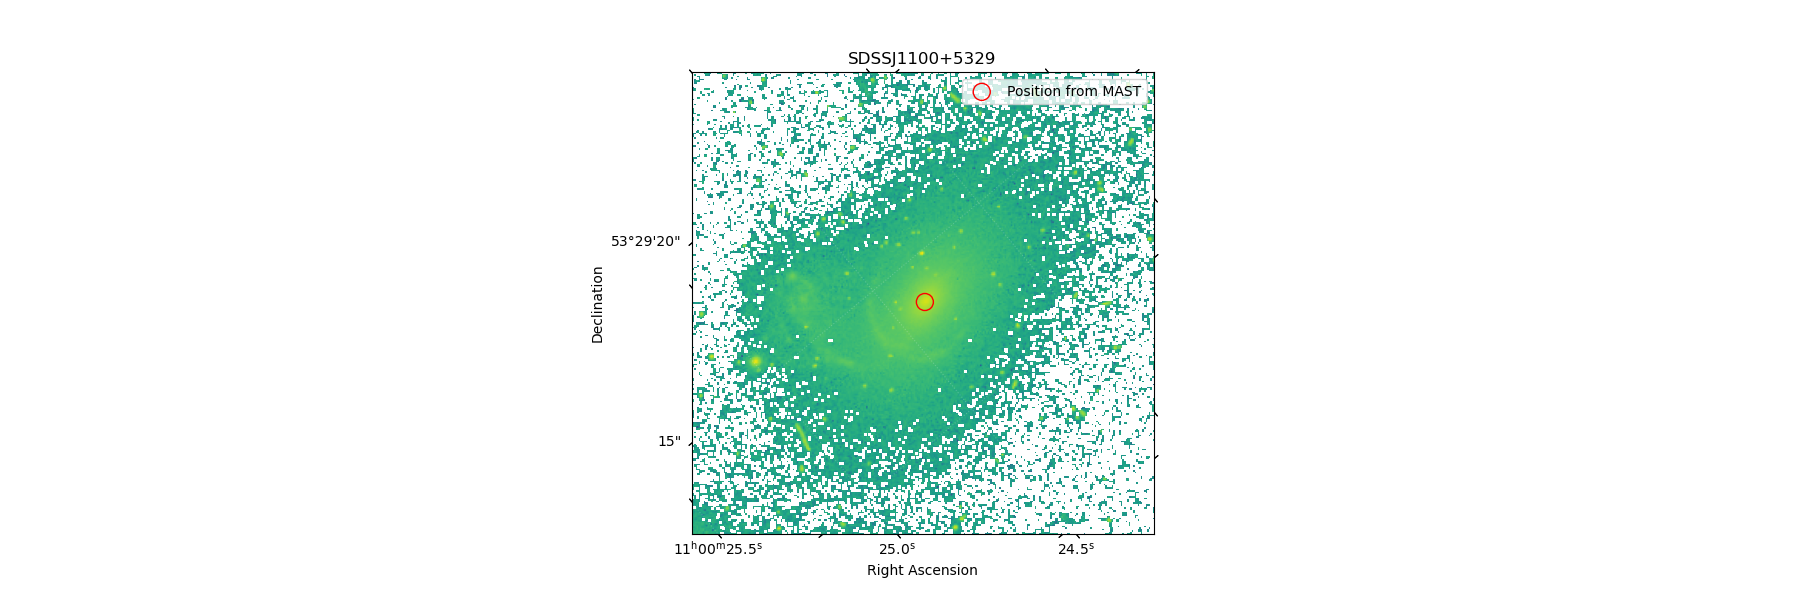 SDSSJ1100+5329
Position from MAST
53°29'20"
15"
Declination
11ʰ00ᵐ25.5ˢ 25.0ˢ 24.5ˢ
Right Ascension